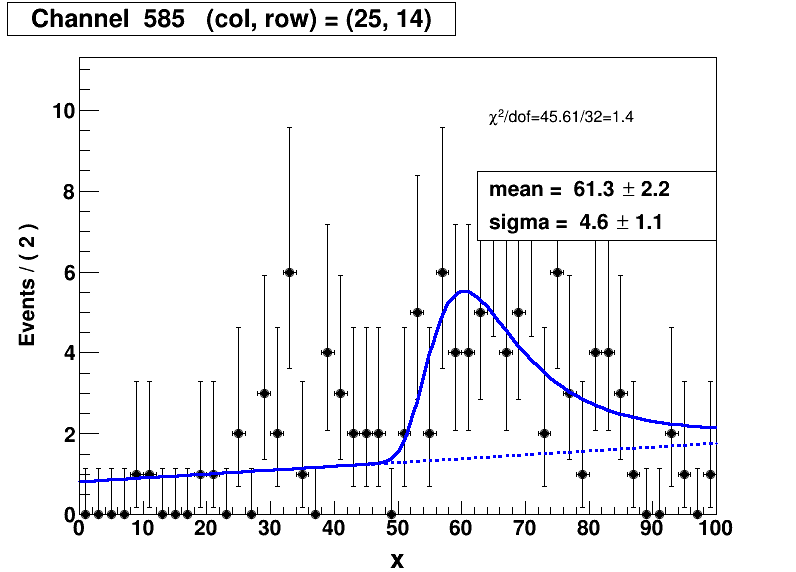 Channel 585 (col, row) = (25, 14)
χ²/dof=45.61/32=1.4
mean = 61.3 ± 2.2
sigma = 4.6 ± 1.1
Events / ( 2 )
10
8
6
4
2
0
0 10 20 30 40 50 60 70 80 90 100
x